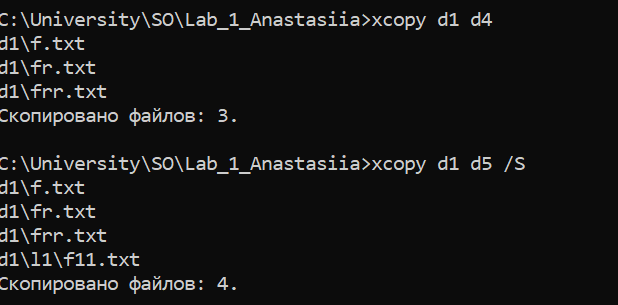 C:\University\SO\Lab_1_Anastasiia>xcopy d1 d4
d1\f.txt
d1\fr.txt
d1\frr.txt
Скопировано файлов: 3.
C:\University\SO\Lab_1_Anastasiia>xcopy d1 d5 /S
d1\f.txt
d1\fr.txt
d1\frr.txt
d1\l1\f11.txt
Скопировано файлов: 4.